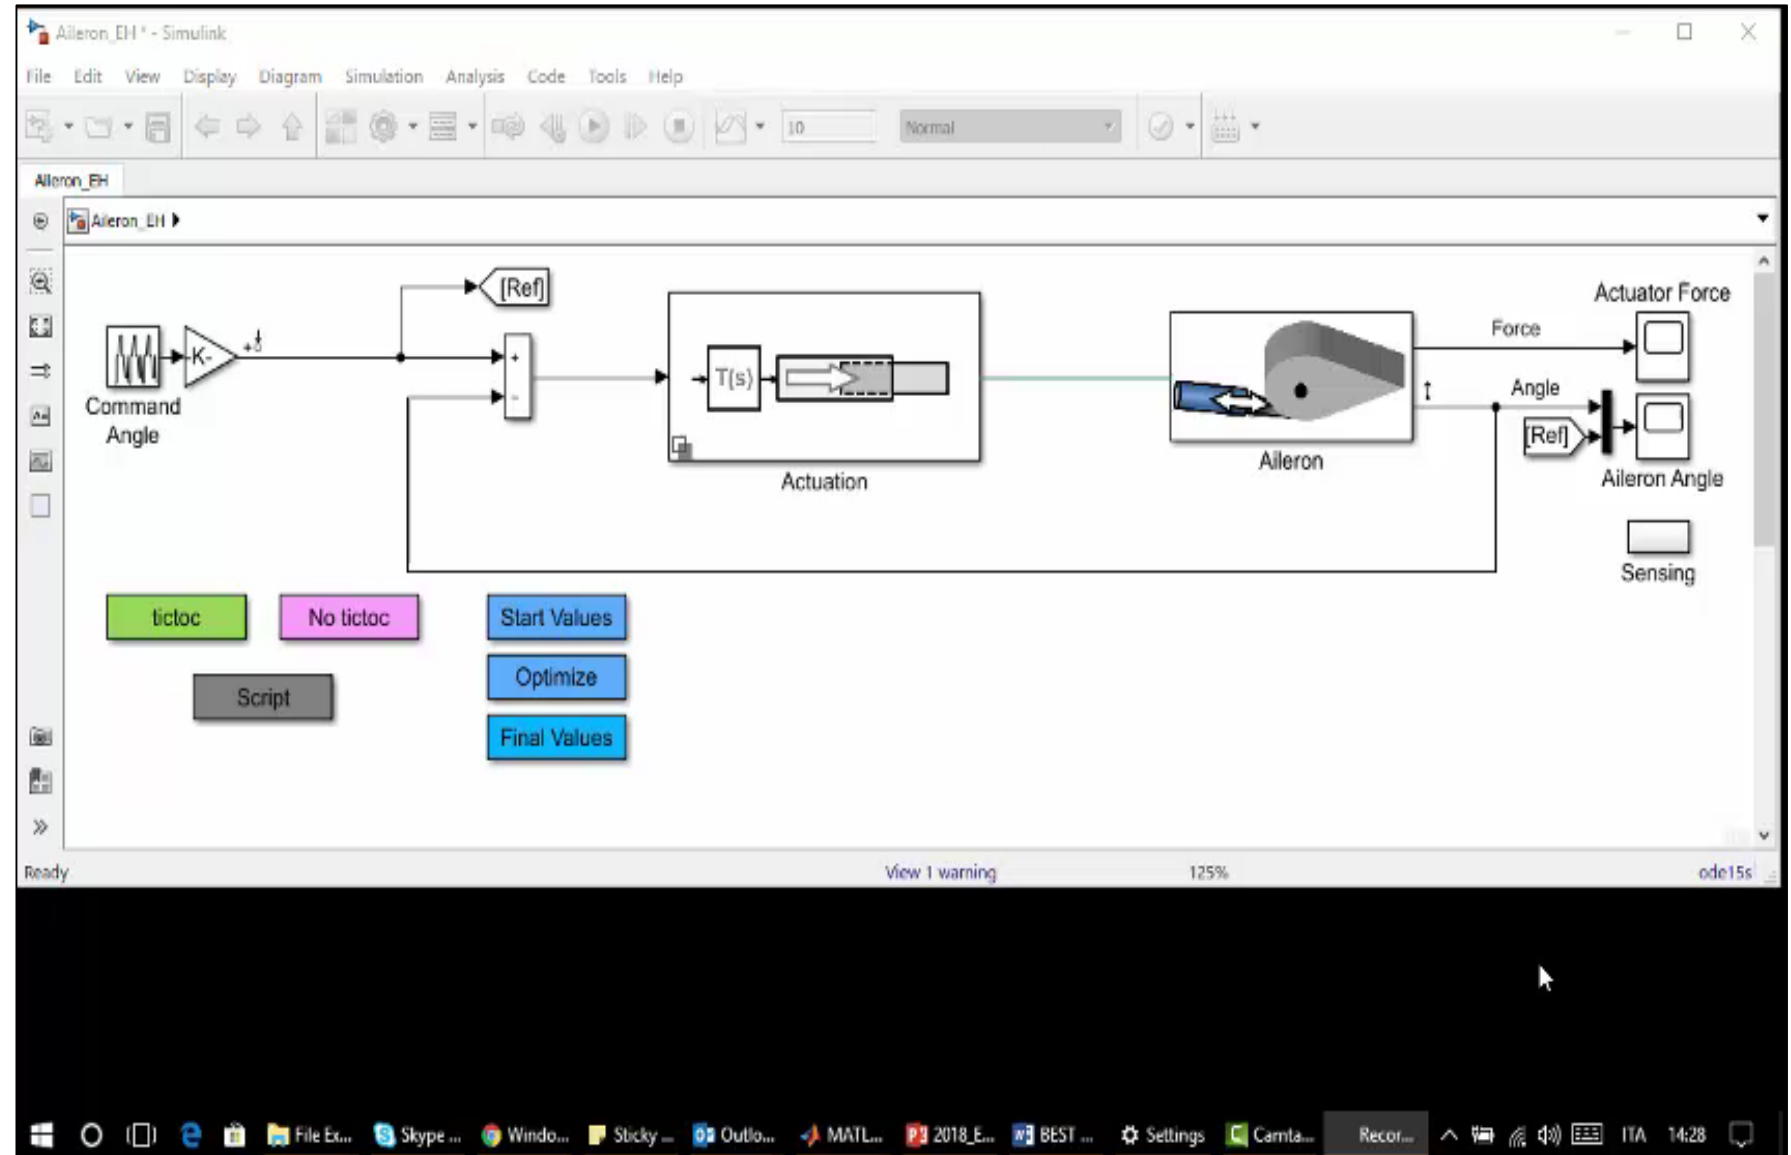 Aileron_EH * - Simulink
File Edit View Display Diagram Simulation Analysis Code Tools Help
10 Normal
Aileron_EH
Aileron_EH
[Ref]
Actuator Force
Force
-K-
+
-
T(s)
Command
Angle
Angle
[Ref]
Aileron
Actuation
Aileron Angle
Sensing
tictoc No tictoc Start Values
Optimize
Script
Final Values
Ready View 1 warning 125% ode15s
File Ex... Skype ... Windo... Sticky ... Outlo... MATL... 2018_E... BEST ... Settings Camta... Recor... ITA 14:28